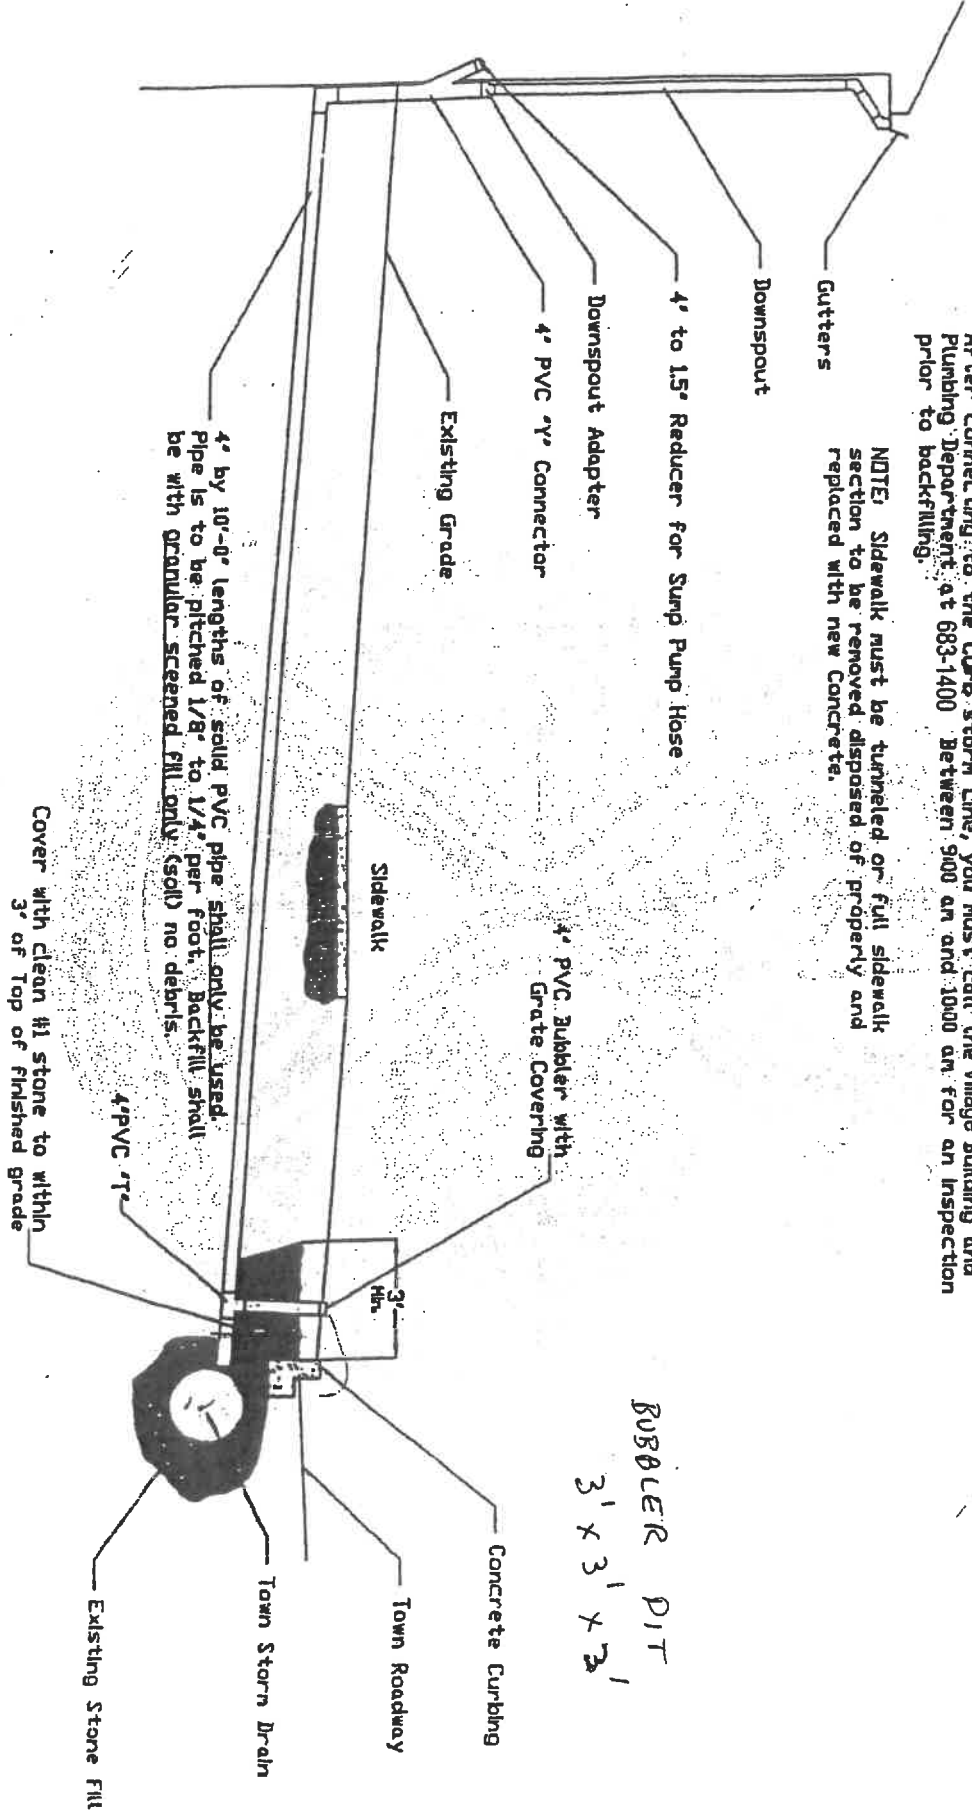 After Connecting to the Curb storm Line, you must Call the Village Building and
Plumbing Department at 683-1400 Between 9:00 am and 10:00 am for an inspection
prior to backfilling.
NOTE: Sidewalk must be tunneled or full sidewalk
section to be removed disposed of properly and
replaced with new Concrete.
Gutters
Downspout
4" to 1.5" Reducer for Sump Pump Hose
Downspout Adapter
4" PVC "Y" Connector
Existing Grade
4" by 10'-0" lengths of solid PVC pipe shall only be used.
Pipe is to be pitched 1/8" to 1/4" per foot. Backfill shall
be with granular sceened fill only (soil) no debris.
Sidewalk
4" PVC Bubbler with
Grate Covering
3'
Min.
4"PVC "T"
Cover with clean #1 stone to within
3" of Top of finished grade
BUBBLER PIT
3' x 3' x 3'
Concrete Curbing
Town Roadway
Town Storm Drain
Existing Stone Fill